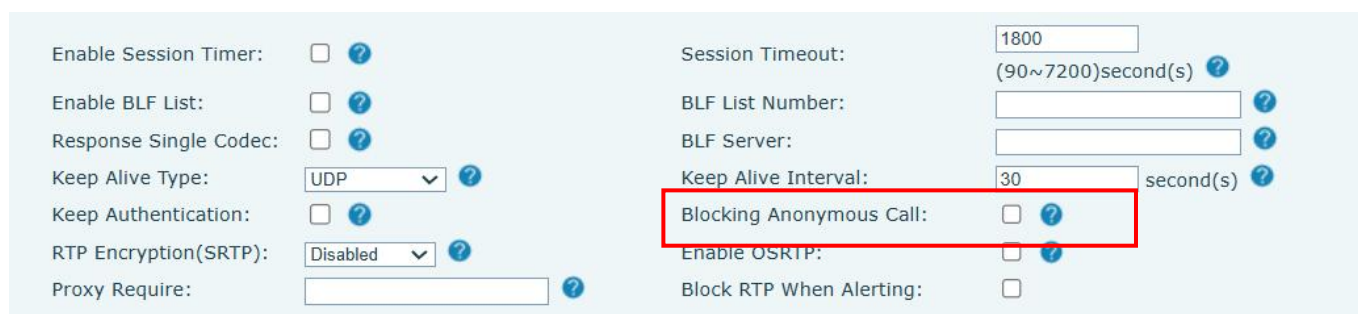 Enable Session Timer: ? Session Timeout: 1800
(90~7200)second(s) ?
Enable BLF List: ? BLF List Number: ?
Response Single Codec: ? BLF Server: ?
Keep Alive Type: UDP ? Keep Alive Interval: 30 second(s) ?
Keep Authentication: ? Blocking Anonymous Call: ?
RTP Encryption(SRTP): Disabled ? Enable OSRTP: ?
Proxy Require: ? Block RTP When Alerting: